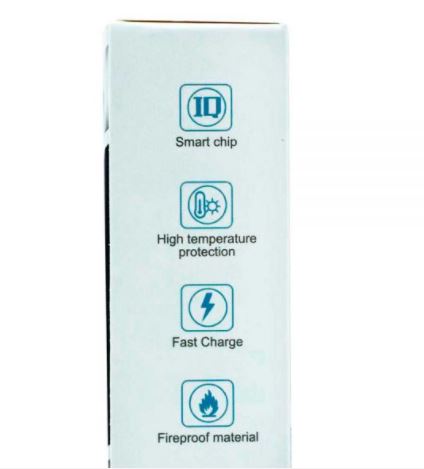 IQ
Smart chip
High temperature
protection
Fast Charge
Fireproof material